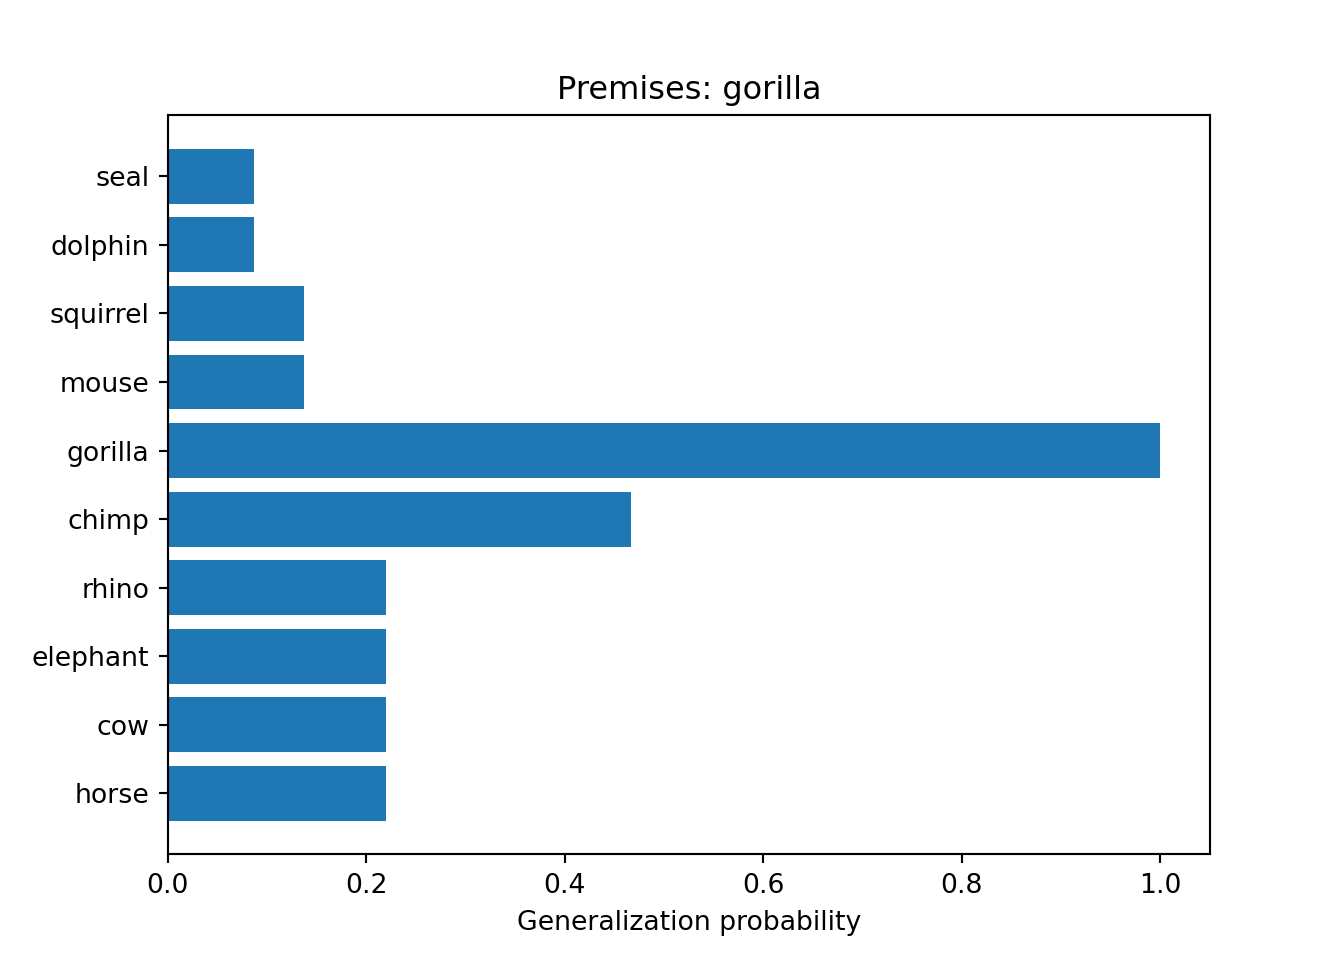 Premises: gorilla
seal
dolphin
squirrel
mouse
gorilla
chimp
rhino
elephant
cow
horse
0.0 0.2 0.4 0.6 0.8 1.0
Generalization probability